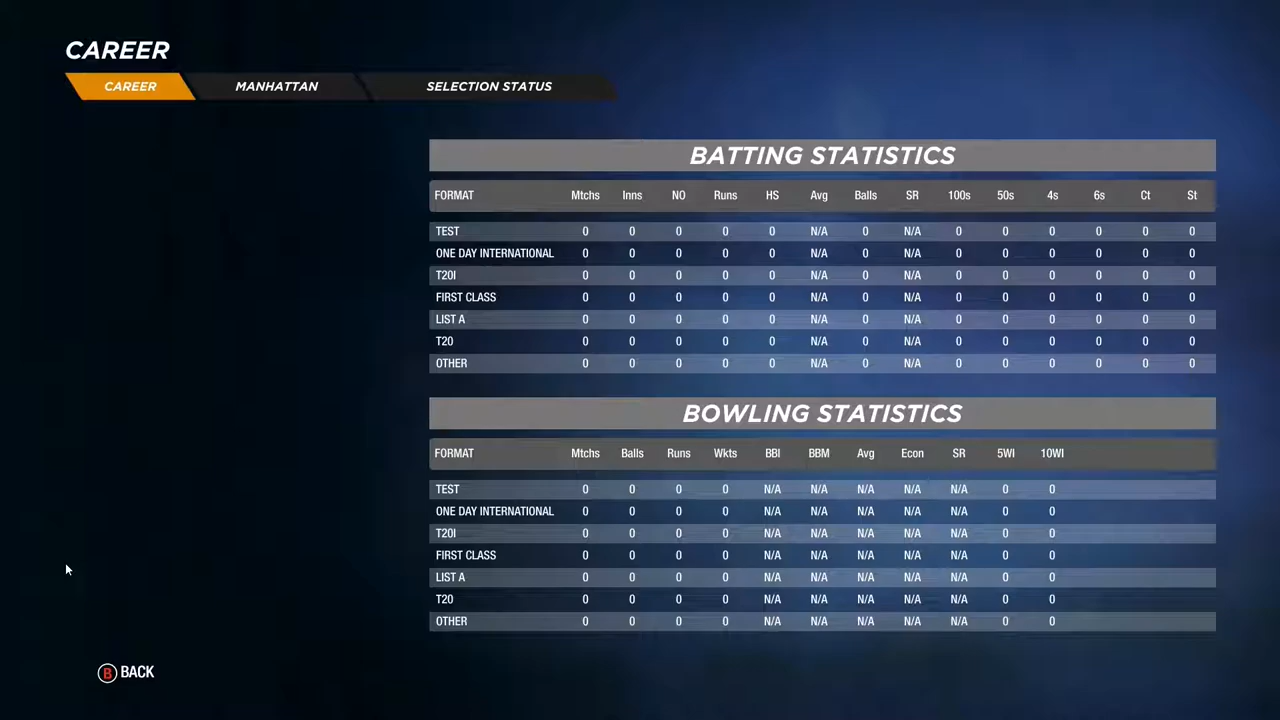 CAREER
CAREER MANHATTAN SELECTION STATUS
BATTING STATISTICS
FORMAT Mtchs Inns NO Runs HS Avg Balls SR 100s 50s 4s 6s Ct St
TEST 0 0 0 0 0 N/A 0 N/A 0 0 0 0 0 0
ONE DAY INTERNATIONAL 0 0 0 0 0 N/A 0 N/A 0 0 0 0 0 0
T20I 0 0 0 0 0 N/A 0 N/A 0 0 0 0 0 0
FIRST CLASS 0 0 0 0 0 N/A 0 N/A 0 0 0 0 0 0
LIST A 0 0 0 0 0 N/A 0 N/A 0 0 0 0 0 0
T20 0 0 0 0 0 N/A 0 N/A 0 0 0 0 0 0
OTHER 0 0 0 0 0 N/A 0 N/A 0 0 0 0 0 0
BOWLING STATISTICS
FORMAT Mtchs Balls Runs Wkts BBI BBM Avg Econ SR 5WI 10WI
TEST 0 0 0 0 N/A N/A N/A N/A N/A 0 0
ONE DAY INTERNATIONAL 0 0 0 0 N/A N/A N/A N/A N/A 0 0
T20I 0 0 0 0 N/A N/A N/A N/A N/A 0 0
FIRST CLASS 0 0 0 0 N/A N/A N/A N/A N/A 0 0
LIST A 0 0 0 0 N/A N/A N/A N/A N/A 0 0
T20 0 0 0 0 N/A N/A N/A N/A N/A 0 0
OTHER 0 0 0 0 N/A N/A N/A N/A N/A 0 0
B BACK